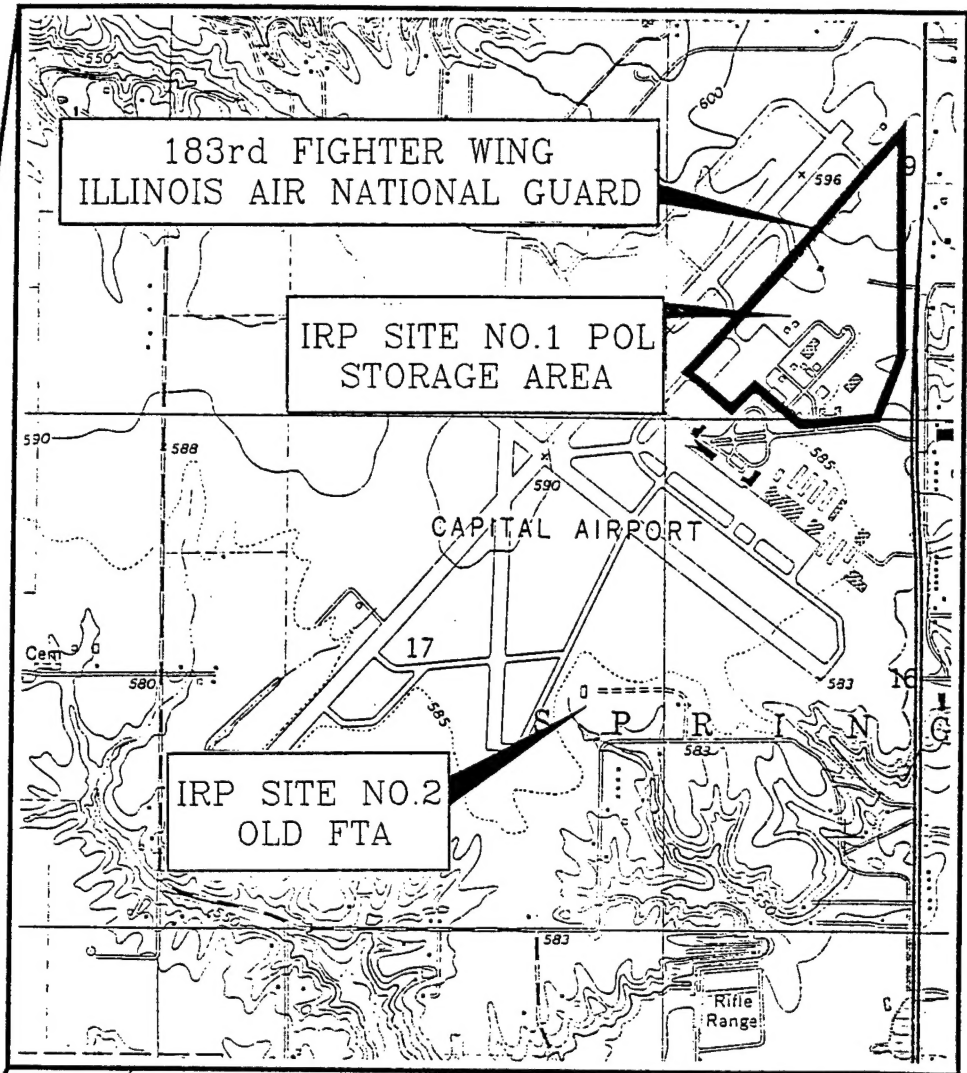 550
600
183rd FIGHTER WING
ILLINOIS AIR NATIONAL GUARD
9
596
IRP SITE NO.1 POL
STORAGE AREA
590
588
590
585
CAPITAL AIRPORT
17
Cem
580
583
16
585
S P R I N G
583
IRP SITE NO.2
OLD FTA
550
550
583
Rifle
Range